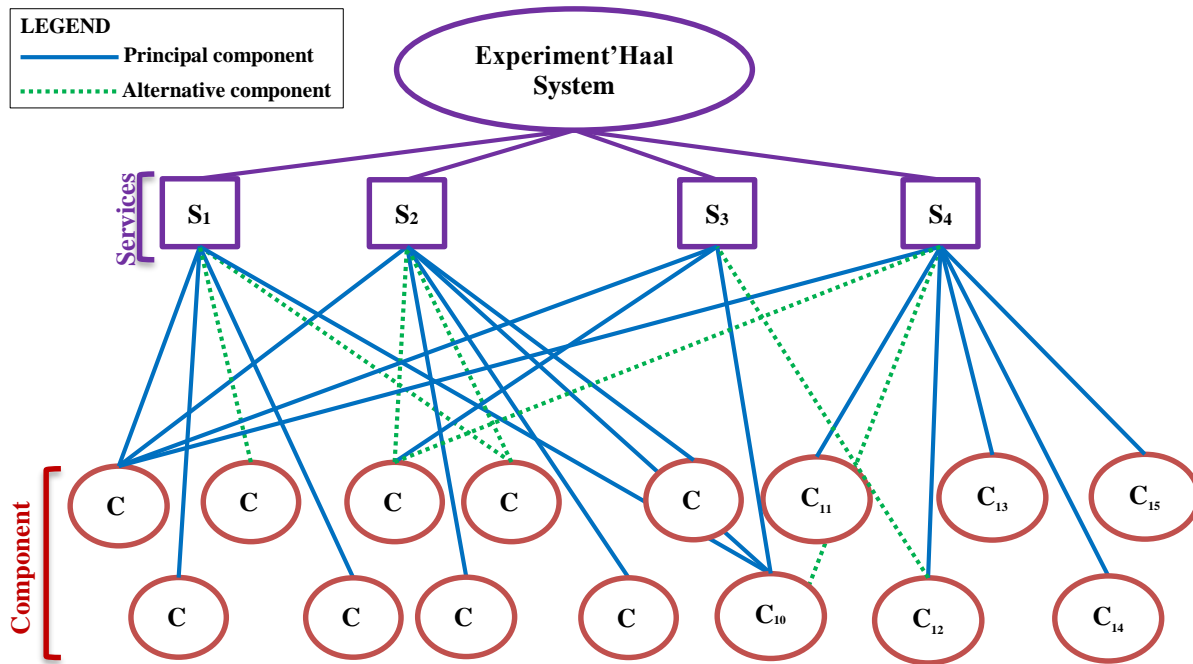 LEGEND
Principal component
Alternative component
Experiment’Haal
System
Services
S1
S2
S3
S4
Component
C
C
C
C
C
C11
C13
C15
C
C
C
C
C10
C12
C14